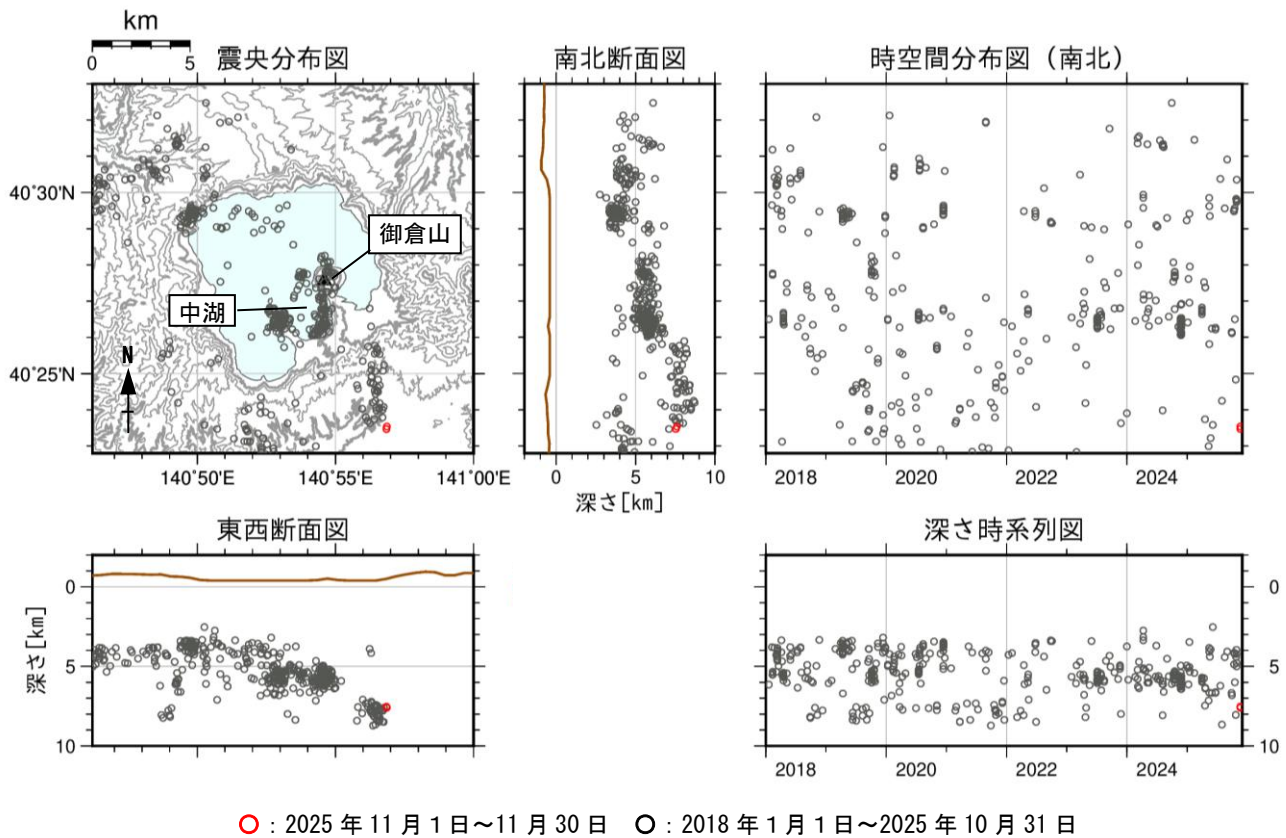 km
0 5
震央分布図
南北断面図
時空間分布図（南北）
御倉山
中湖
N
40°30'N
40°25'N
140°50'E 140°55'E 141°00'E
0 5 10
深さ[km]
2018 2020 2022 2024
東西断面図
深さ時系列図
0
5
10
深さ[km]
0
5
10
2018 2020 2022 2024
○ : 2025 年 11 月 1 日～11 月 30 日 ○ : 2018 年 1 月 1 日～2025 年 10 月 31 日